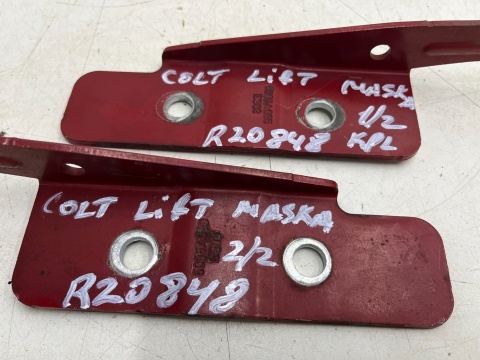 COLT LifT MASKA
1/2
R20848 KPL
COLT LifT MASKA
2/2
R20848